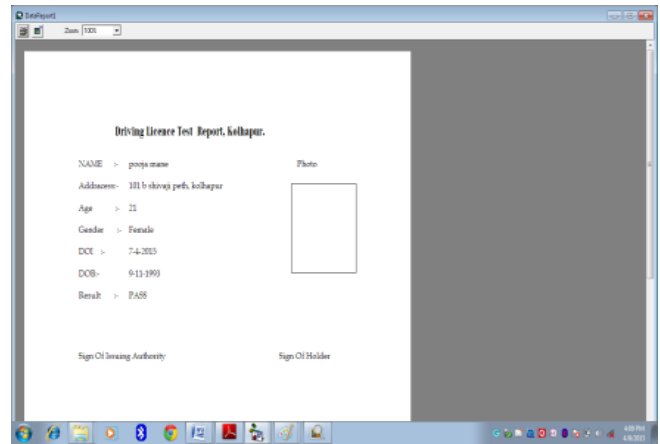 DataReport1
Zoom 100%
Driving Licence Test Report, Kolhapur.
NAME :- pooja mane
Photo
Addraress:- 101 b shivaji peth, kolhapur
Age :- 21
Gender :- Female
DOI :- 7-4-2015
DOB:- 9-11-1993
Result :- PASS
Sign Of Issuing Authority
Sign Of Holder